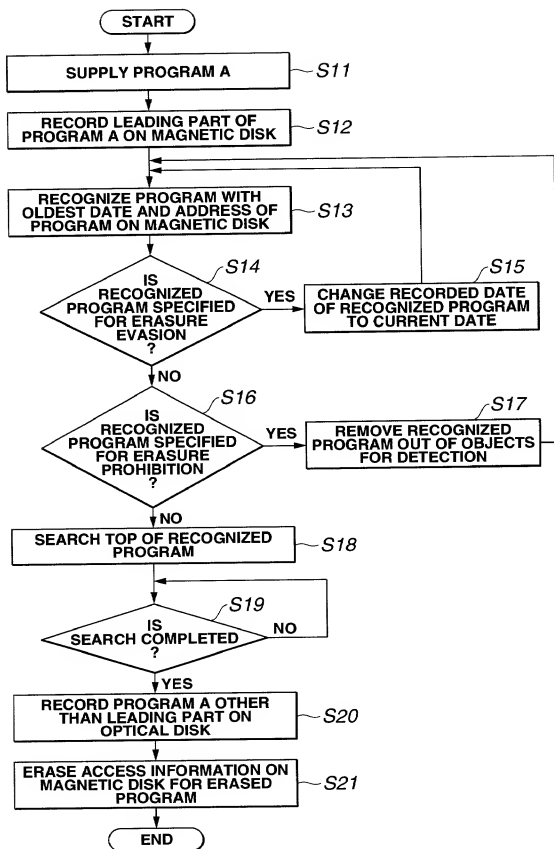 START
SUPPLY PROGRAM A
S11
RECORD LEADING PART OF
PROGRAM A ON MAGNETIC DISK
S12
RECOGNIZE PROGRAM WITH
OLDEST DATE AND ADDRESS OF
PROGRAM ON MAGNETIC DISK
S13
IS
RECOGNIZED
PROGRAM SPECIFIED
FOR ERASURE
EVASION
?
S14
YES
CHANGE RECORDED DATE
OF RECOGNIZED PROGRAM
TO CURRENT DATE
S15
NO
IS
RECOGNIZED
PROGRAM SPECIFIED
FOR ERASURE
PROHIBITION
?
S16
YES
REMOVE RECOGNIZED
PROGRAM OUT OF OBJECTS
FOR DETECTION
S17
NO
SEARCH TOP OF RECOGNIZED
PROGRAM
S18
IS
SEARCH COMPLETED
?
S19
NO
YES
RECORD PROGRAM A OTHER
THAN LEADING PART ON
OPTICAL DISK
S20
ERASE ACCESS INFORMATION ON
MAGNETIC DISK FOR ERASED
PROGRAM
S21
END